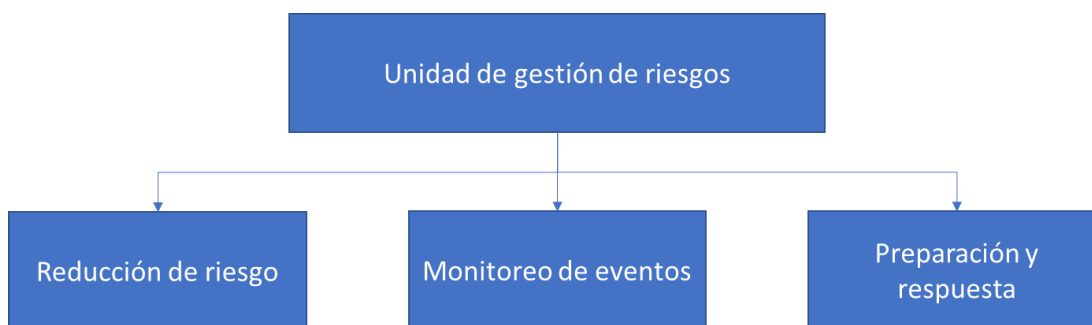 Unidad de gestión de riesgos
Reducción de riesgo
Monitoreo de eventos
Preparación y
respuesta